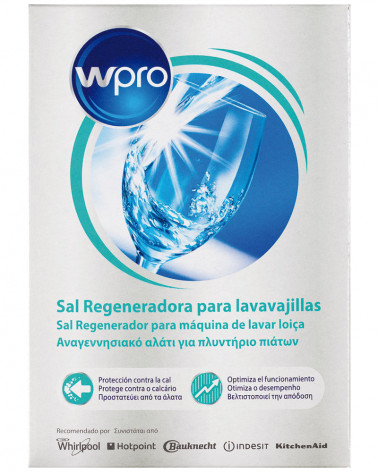 wpro
Sal Regeneradora para lavavajillas
Sal Regenerador para máquina de lavar loiça
Αναγεννησιακό αλάτι για πλυντήριο πιάτων
Protección contra la cal
Protege contra o calcário
Προστατεύει από τα άλατα
Optimiza el funcionamiento
Otimiza o desempenho
Βελτιστοποιεί την απόδοση
Recomendado por Συνιστάται από
Whirlpool Hotpoint Bauknecht INDESIT KitchenAid